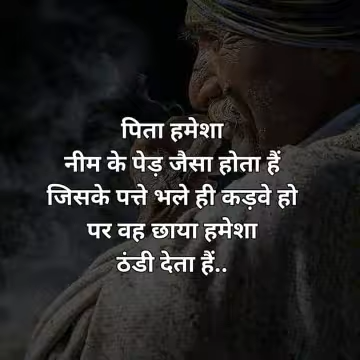 पिता हमेशा
नीम के पेड़ जैसा होता हैं
जिसके पत्ते भले ही कड़वे हो
पर वह छाया हमेशा
ठंडी देता हैं..